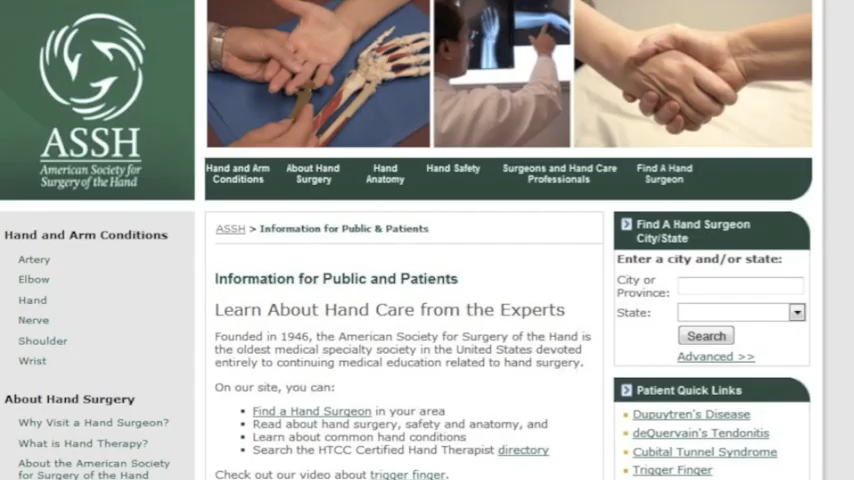 ASSH
American Society for
Surgery of the Hand
Hand and Arm
Conditions
About Hand
Surgery
Hand
Anatomy
Hand Safety
Surgeons and Hand Care
Professionals
Find A Hand
Surgeon
Hand and Arm Conditions
Artery
Elbow
Hand
Nerve
Shoulder
Wrist
About Hand Surgery
Why Visit a Hand Surgeon?
What is Hand Therapy?
About the American Society
for Surgery of the Hand
ASSH > Information for Public & Patients
Information for Public and Patients
Learn About Hand Care from the Experts
Founded in 1946, the American Society for Surgery of the Hand is
the oldest medical specialty society in the United States devoted
entirely to continuing medical education related to hand surgery.
On our site, you can:
Find a Hand Surgeon in your area
Read about hand surgery, safety and anatomy, and
Learn about common hand conditions
Search the HTCC Certified Hand Therapist directory
Check out our video about trigger finger.
Find A Hand Surgeon
City/State
Enter a city and/or state:
City or
Province:
State:
Search
Advanced >>
Patient Quick Links
Dupuytren's Disease
deQuervain's Tendonitis
Cubital Tunnel Syndrome
Trigger Finger